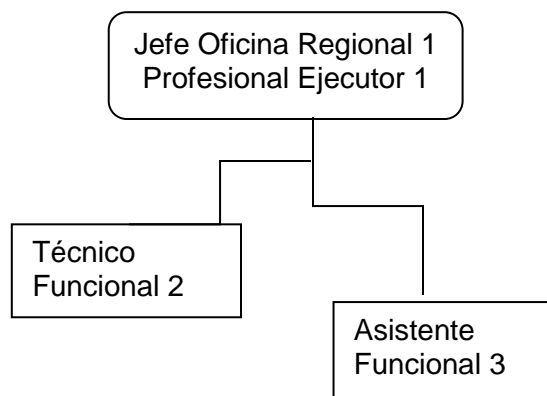 Jefe Oficina Regional 1
Profesional Ejecutor 1
Técnico
Funcional 2
Asistente
Funcional 3